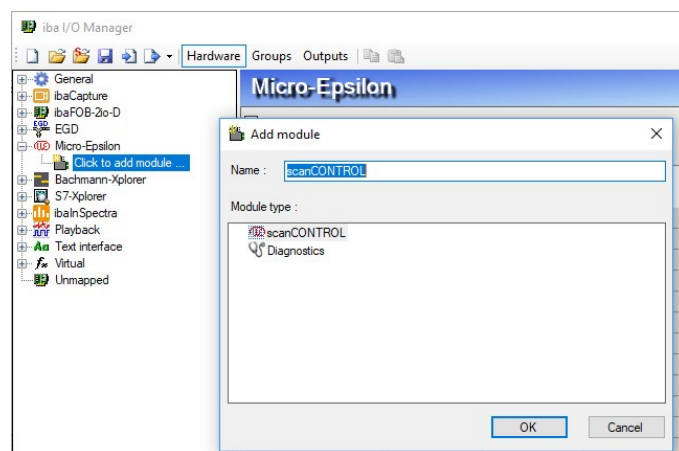 iba I/O Manager
Hardware Groups Outputs
General
ibaCapture
ibaFOB-2io-D
EGD
Micro-Epsilon
Click to add module ...
Bachmann-Xplorer
S7-Xplorer
ibaInSpectra
Playback
Text interface
Virtual
Unmapped
Micro-Epsilon
Add module
Name :
scanCONTROL
Module type :
scanCONTROL
Diagnostics
OK
Cancel